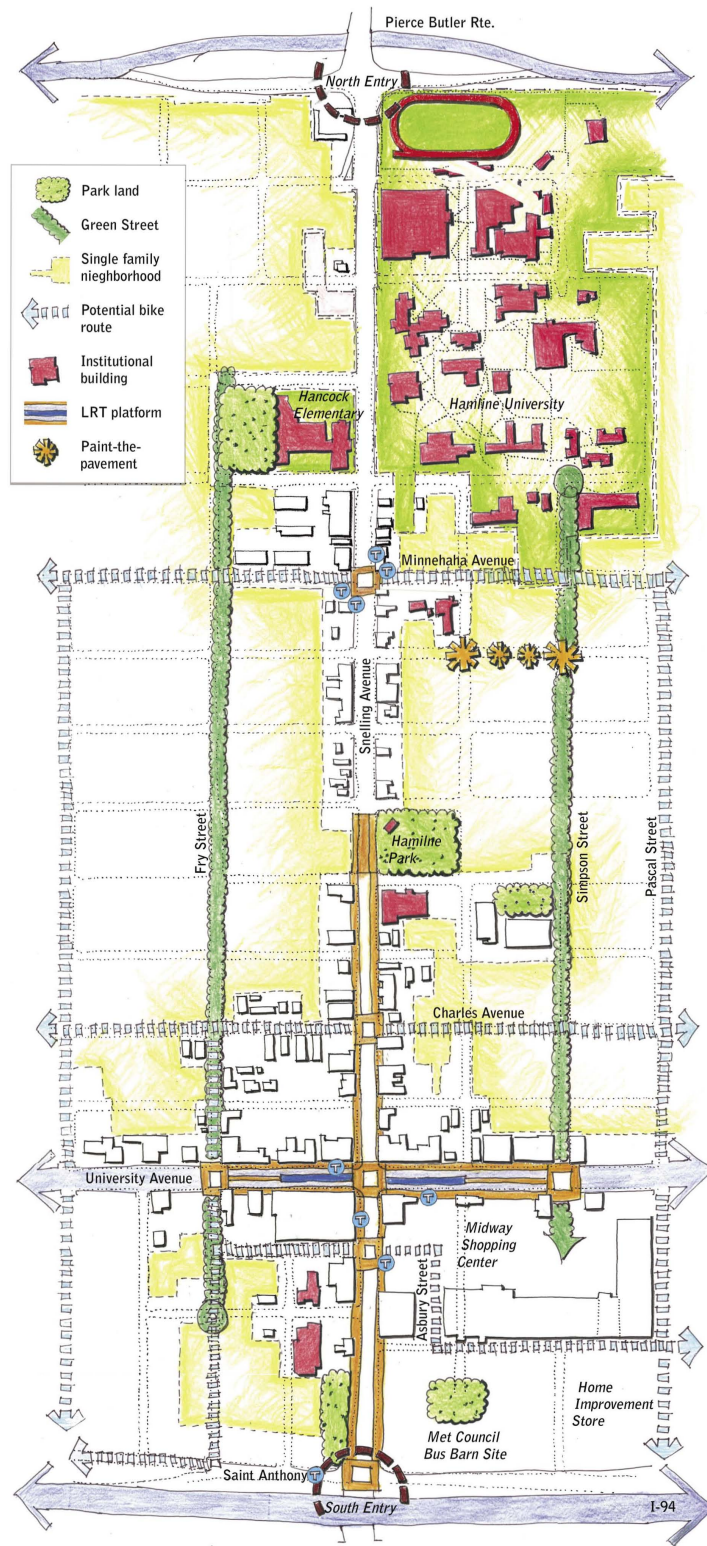 Pierce Butler Rte.
North Entry
Park land
Green Street
Single family
nieghborhood
Potential bike
route
Institutional
building
LRT platform
Paint-the-
pavement
Hancock
Elementary
Hamline University
Minnehaha Avenue
T
T
T
T
Snelling Avenue
Hamilne
Park
Fry Street
Simpson Street
Pascal Street
Charles Avenue
University Avenue
T
T
T
T
Midway
Shopping
Center
Asbury Street
Home
Improvement
Store
Met Council
Bus Barn Site
Saint Anthony
T
South Entry
I-94